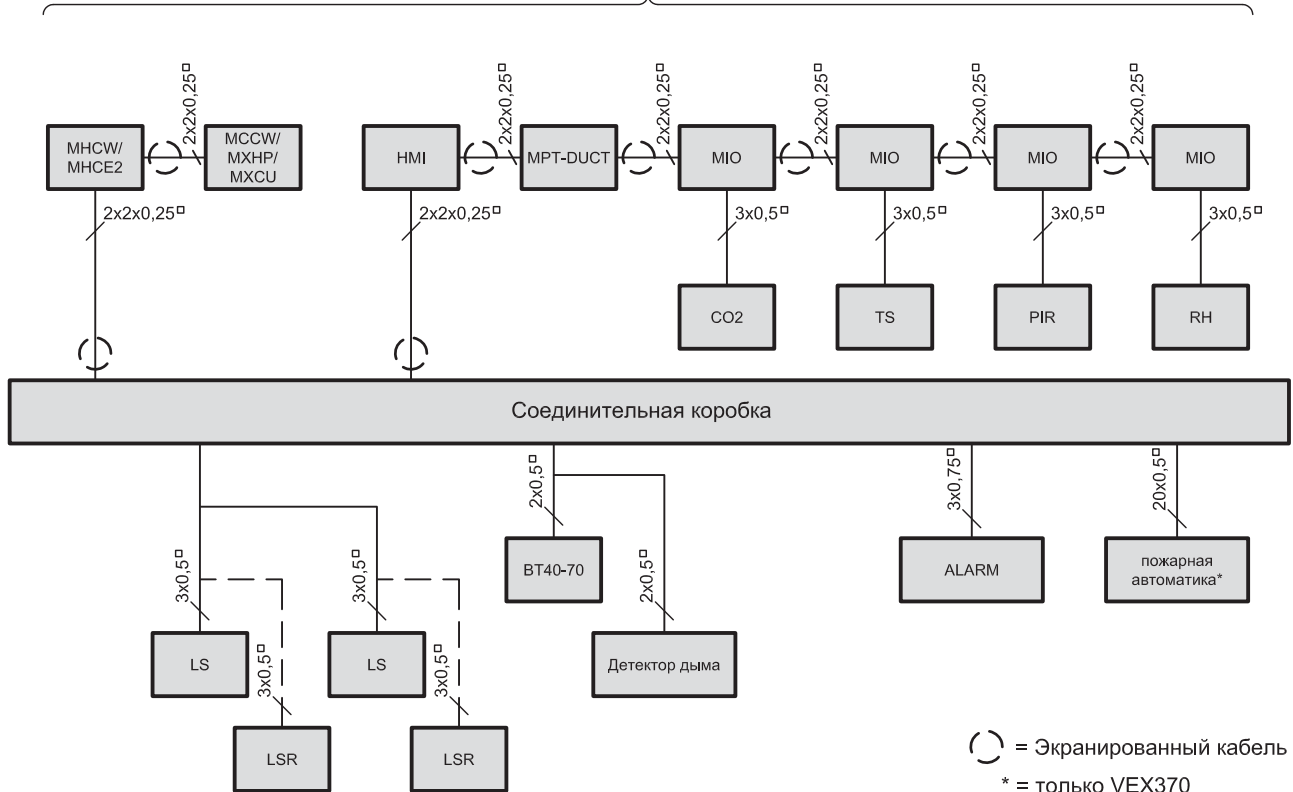 2x2x0,25□
2x2x0,25□
2x2x0,25□
2x2x0,25□
2x2x0,25□
2x2x0,25□
MHCW/
MHCE2
MCCW/
MXHP/
MXCU
HMI
MPT-DUCT
MIO
MIO
MIO
MIO
2x2x0,25□
2x2x0,25□
3x0,5□
3x0,5□
3x0,5□
3x0,5□
CO2
TS
PIR
RH
Соединительная коробка
2x0,5□
3x0,75□
20x0,5□
3x0,5□
3x0,5□
BT40-70
2x0,5□
ALARM
пожарная
автоматика*
LS
3x0,5□
LS
3x0,5□
Детектор дыма
LSR
LSR
= Экранированный кабель
* = только VEX370